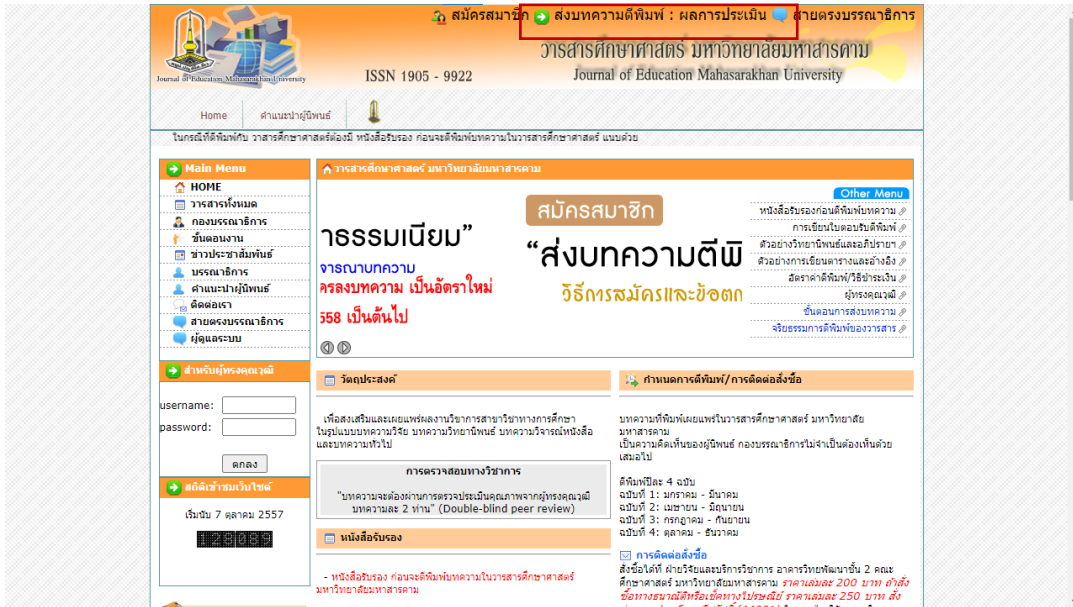 สมัครสมาชิก ส่งบทความตีพิมพ์ : ผลการประเมิน สายตรงบรรณาธิการ
วารสารศึกษาศาสตร์ มหาวิทยาลัยมหาสารคาม
Journal of Education Mahasarakhan University
ISSN 1905 - 9922
Journal of Education Mahasarakhan University
Home คำแนะนำผู้นิพนธ์
ในกรณีที่ตีพิมพ์กับ วาสารศึกษาศาสตร์ต้องมี หนังสือรับรอง ก่อนจะตีพิมพ์บทความในวารสารศึกษาศาสตร์ แนบด้วย
Main Menu
HOME
วารสารทั้งหมด
กองบรรณาธิการ
ขั้นตอนงาน
ข่าวประชาสัมพันธ์
บรรณาธิการ
คำแนะนำผู้นิพนธ์
ติดต่อเรา
สายตรงบรรณาธิการ
ผู้ดูแลระบบ
สำหรับผู้ทรงคุณวุฒิ
username:
password:
ตกลง
สถิติเข้าชมเว็บไซต์
เริ่มนับ 7 ตุลาคม 2557
128089
วารสารศึกษาศาสตร์ มหาวิทยาลัยมหาสารคาม
าธรรมเนียม”
จารณาบทความ
ครลงบทความ เป็นอัตราใหม่
558 เป็นต้นไป
สมัครสมาชิก
“ส่งบทความตีพิ
วิธีการสมัครและข้อตก
Other Menu
หนังสือรับรองก่อนตีพิมพ์บทความ
การเขียนใบตอบรับตีพิมพ์
ตัวอย่างวิทยานิพนธ์และอภิปรายฯ
ตัวอย่างการเขียนตารางและอ้างอิง
อัตราค่าตีพิมพ์/วิธีชำระเงิน
ผู้ทรงคุณวุฒิ
ขั้นตอนการส่งบทความ
จริยธรรมการตีพิมพ์ของวารสาร
วัตถุประสงค์
เพื่อส่งเสริมและเผยแพร่ผลงานวิชาการสาขาวิชาทางการศึกษา
ในรูปแบบบทความวิจัย บทความวิทยานิพนธ์ บทความวิจารณ์หนังสือ
และบทความทั่วไป
การตรวจสอบทางวิชาการ
"บทความจะต้องผ่านการตรวจประเมินคุณภาพจากผู้ทรงคุณวุฒิ
บทความละ 2 ท่าน" (Double-blind peer review)
หนังสือรับรอง
- หนังสือรับรอง ก่อนจะตีพิมพ์บทความในวารสารศึกษาศาสตร์
มหาวิทยาลัยมหาสารคาม
กำหนดการตีพิมพ์/การติดต่อสั่งซื้อ
บทความที่พิมพ์เผยแพร่ในวารสารศึกษาศาสตร์ มหาวิทยาลัย
มหาสารคาม
เป็นความคิดเห็นของผู้นิพนธ์ กองบรรณาธิการไม่จำเป็นต้องเห็นด้วย
เสมอไป
ตีพิมพ์ปีละ 4 ฉบับ
ฉบับที่ 1: มกราคม - มีนาคม
ฉบับที่ 2: เมษายน - มิถุนายน
ฉบับที่ 3: กรกฎาคม - กันยายน
ฉบับที่ 4: ตุลาคม - ธันวาคม
การติดต่อสั่งซื้อ
สั่งซื้อได้ที่ ฝ่ายวิจัยและบริการวิชาการ อาคารวิทยพัฒนาชั้น 2 คณะ
ศึกษาศาสตร์ มหาวิทยาลัยมหาสารคาม ราคาเล่มละ 200 บาท ถ้าสั่ง
ซื้อทางธนาณัติหรือเช็คทางไปรษณีย์ ราคาเล่มละ 250 บาท สั่ง